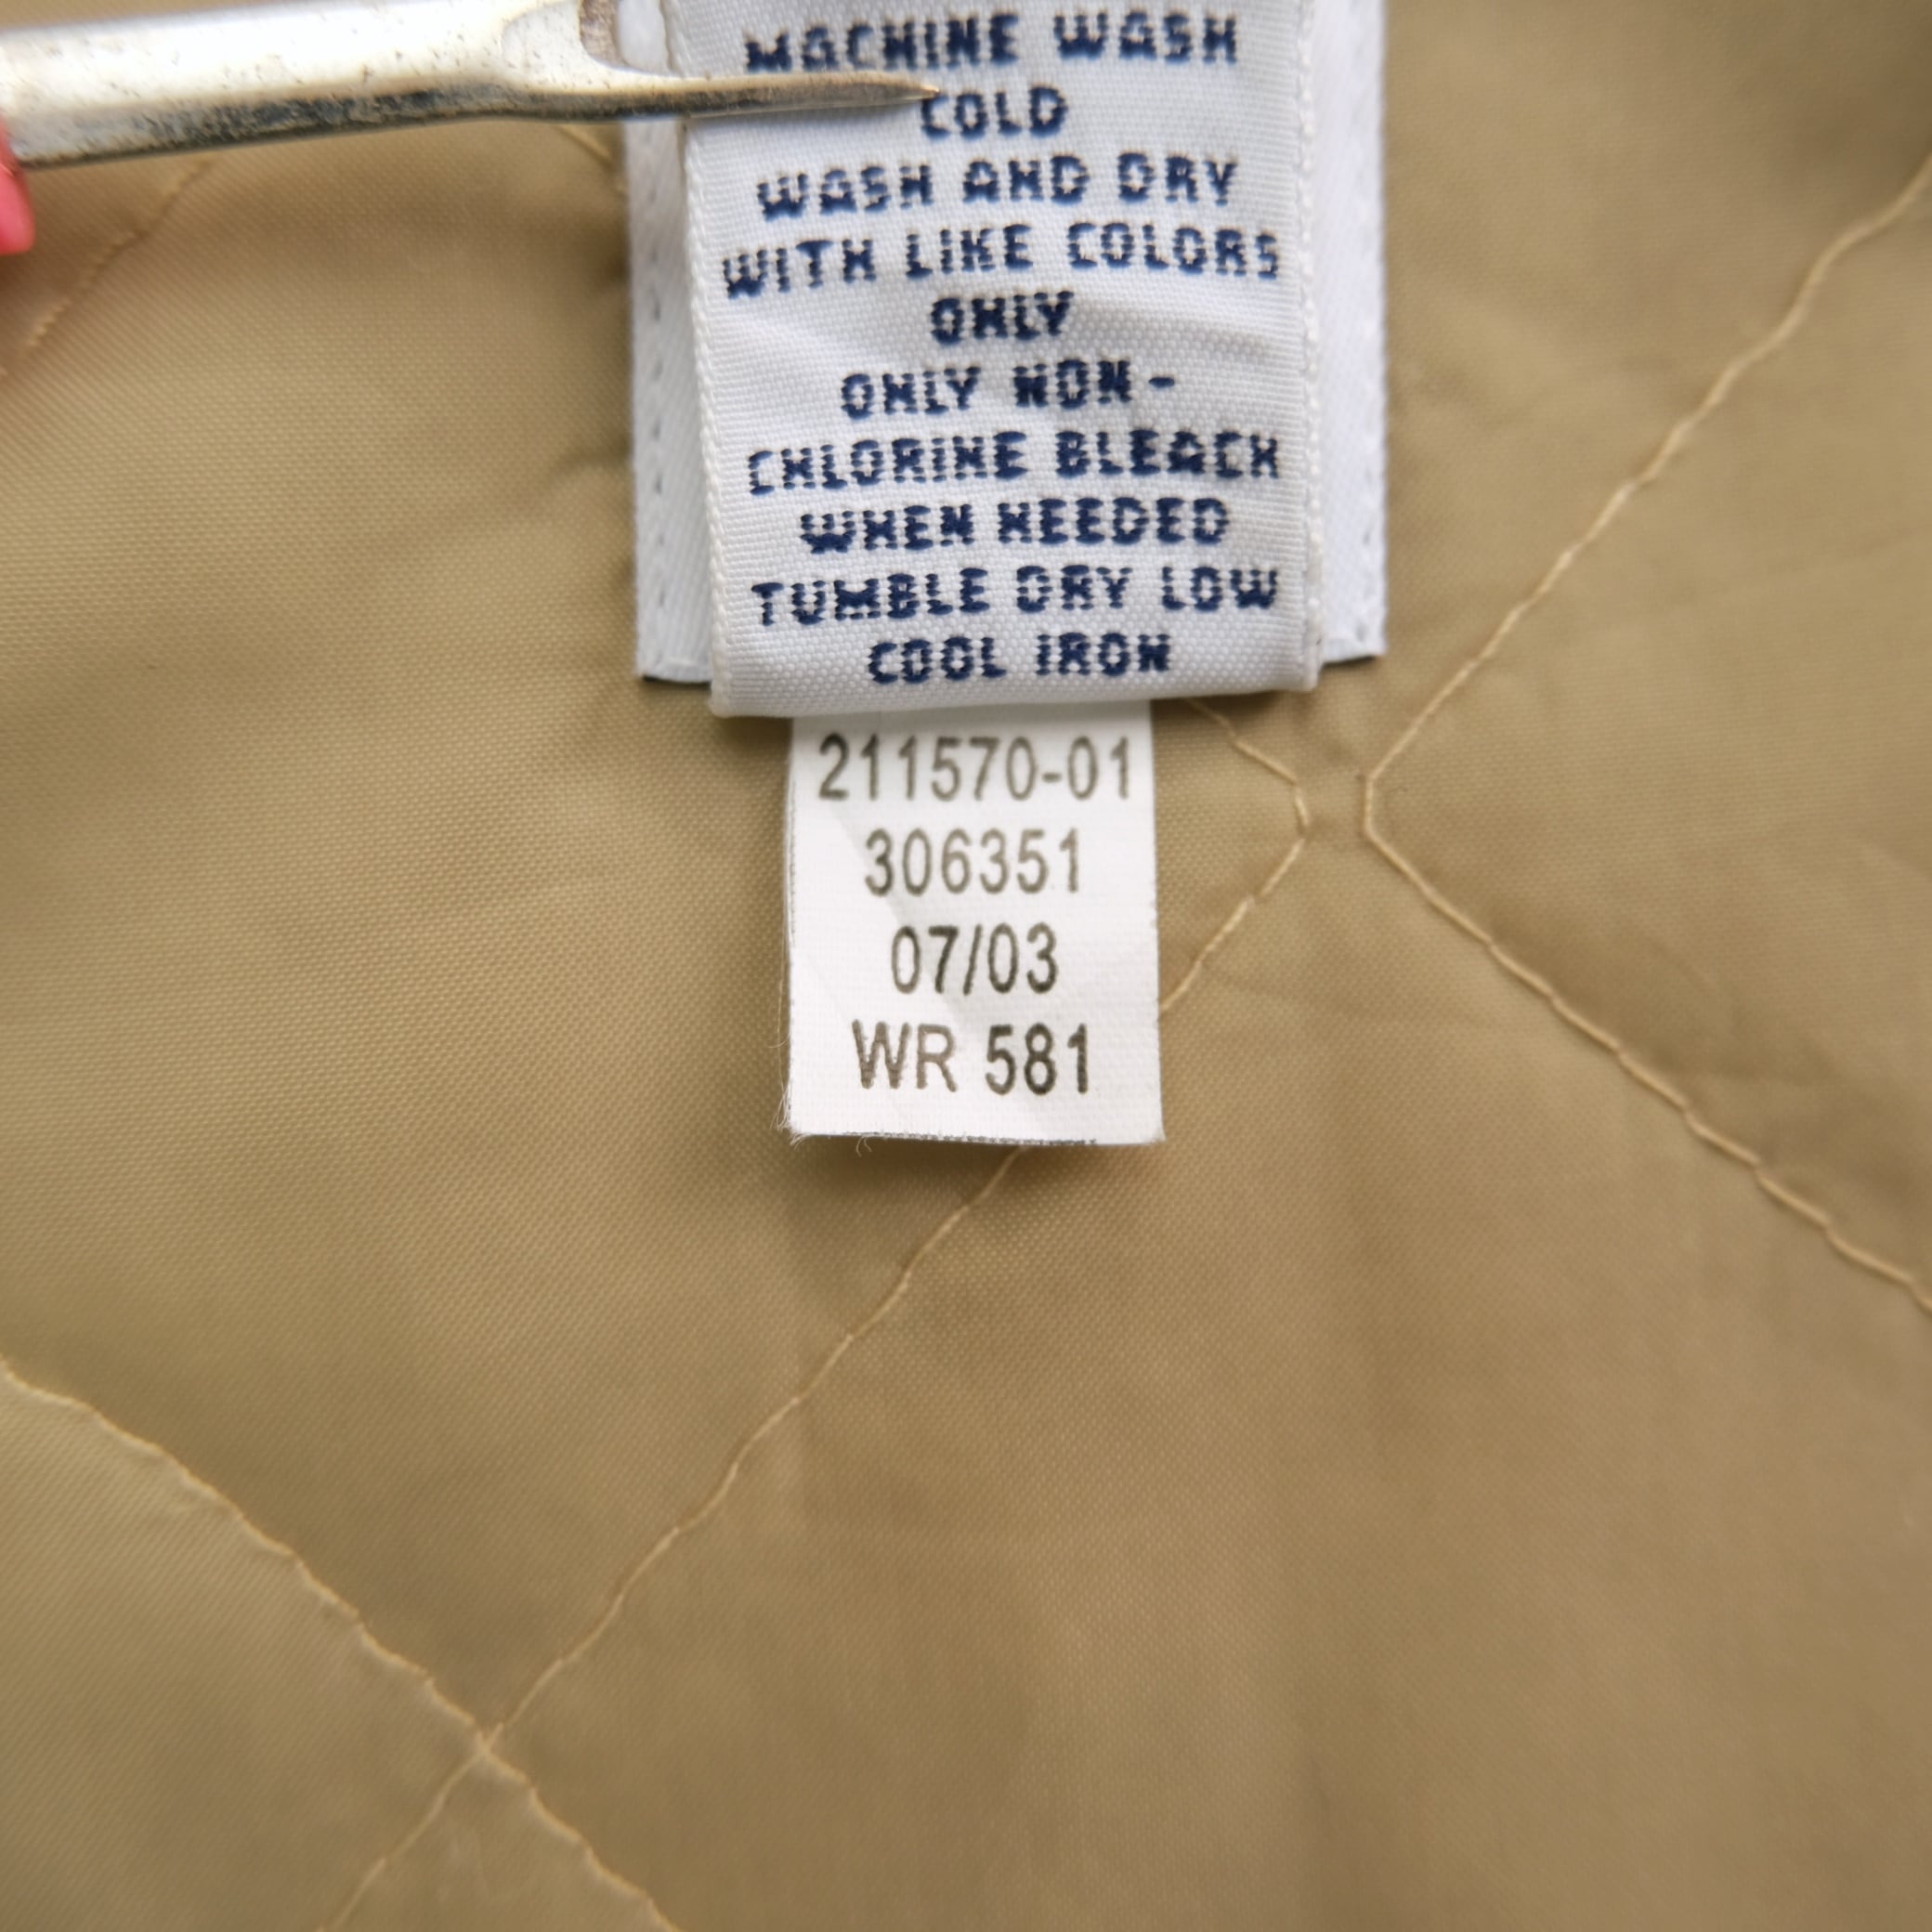 MACHINE WASH
COLD
WASH AND DRY
WITH LIKE COLORS
ONLY
ONLY NON-
CHLORINE BLEACH
WHEN NEEDED
TUMBLE DRY LOW
COOL IRON
211570-01
306351
07/03
WR 581